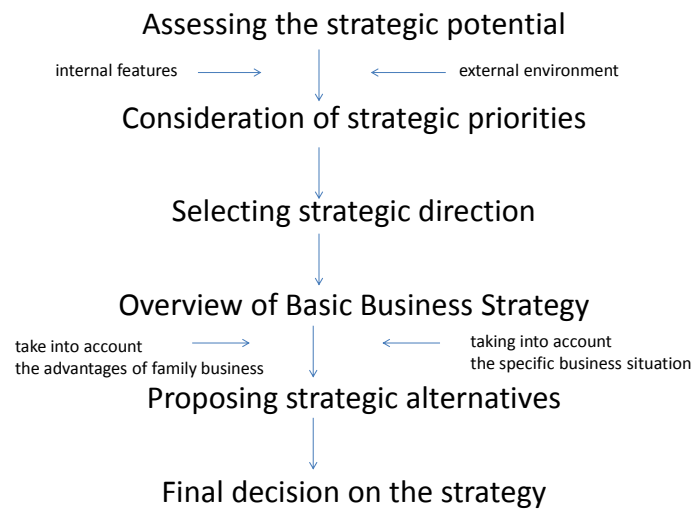 Assessing the strategic potential
internal features
external environment
Consideration of strategic priorities
Selecting strategic direction
Overview of Basic Business Strategy
take into account
the advantages of family business
taking into account
the specific business situation
Proposing strategic alternatives
Final decision on the strategy